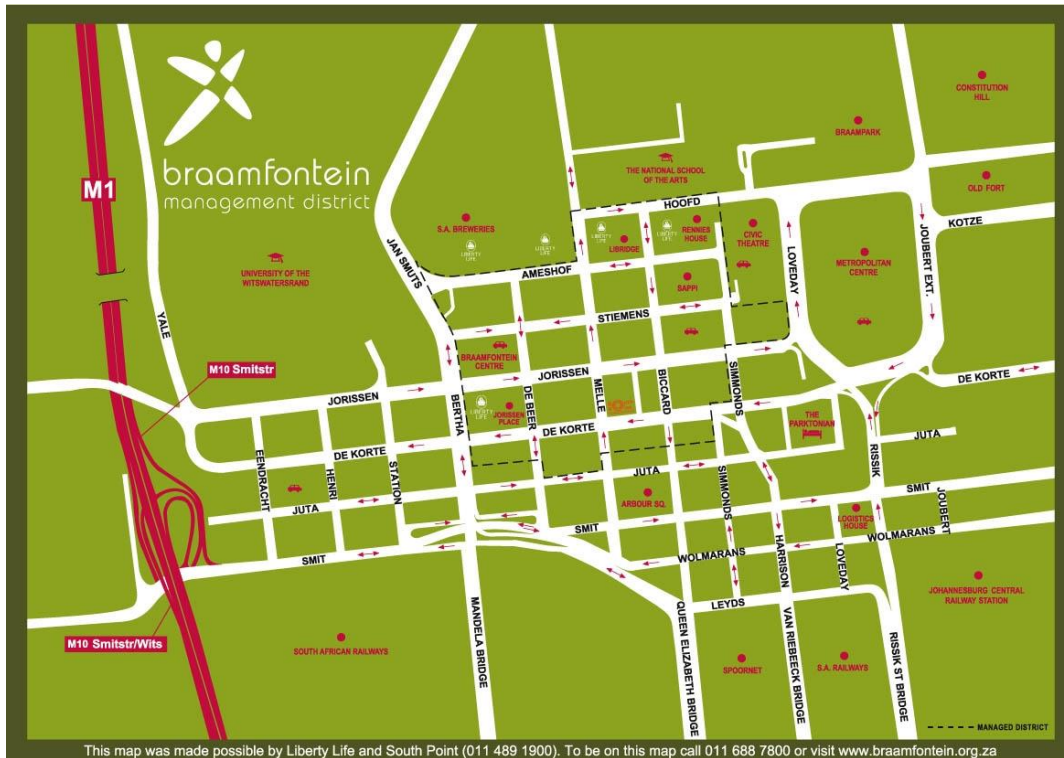 braamfontein
management district
M1
CONSTITUTION
HILL
BRAAMPARK
THE NATIONAL SCHOOL
OF THE ARTS
OLD FORT
HOOFD
KOTZE
S.A. BREWERIES
LIBERTY
LIFE
LIBERTY
LIFE
LIBERTY
LIFE
LIBRIDGE
LIBERTY
LIFE
RENNIES
HOUSE
CIVIC
THEATRE
LOVEDAY
METROPOLITAN
CENTRE
JOUBERT EXT.
JAN SMUTS
UNIVERSITY OF THE
WITWATERSRAND
AMESHOF
SAPPI
YALE
STIEMENS
M10 Smitstr
BRAAMFONTEIN
CENTRE
JORISSEN
JORISSEN
BERTHA
DE BEER
MELLE
BICCARD
SIMMONDS
DE KORTE
LIBERTY
LIFE
JORISSEN
PLACE
DE KORTE
DE KORTE
THE
PARKTONIAN
RISSIK
JUTA
EENDRACHT
HENRI
STATION
JUTA
JUTA
SIMMONDS
ARBOUR SQ.
SMIT
JOUBERT
LOGISTICS
HOUSE
SMIT
SMIT
WOLMARANS
WOLMARANS
HARRISON
LOVEDAY
LEYDS
JOHANNESBURG CENTRAL
RAILWAY STATION
M10 Smitstr/Wits
SOUTH AFRICAN RAILWAYS
MANDELA BRIDGE
QUEEN ELIZABETH BRIDGE
SPOORNET
VAN RIEBEECK BRIDGE
S.A. RAILWAYS
RISSIK ST BRIDGE
MANAGED DISTRICT
This map was made possible by Liberty Life and South Point (011 489 1900). To be on this map call 011 688 7800 or visit www.braamfontein.org.za